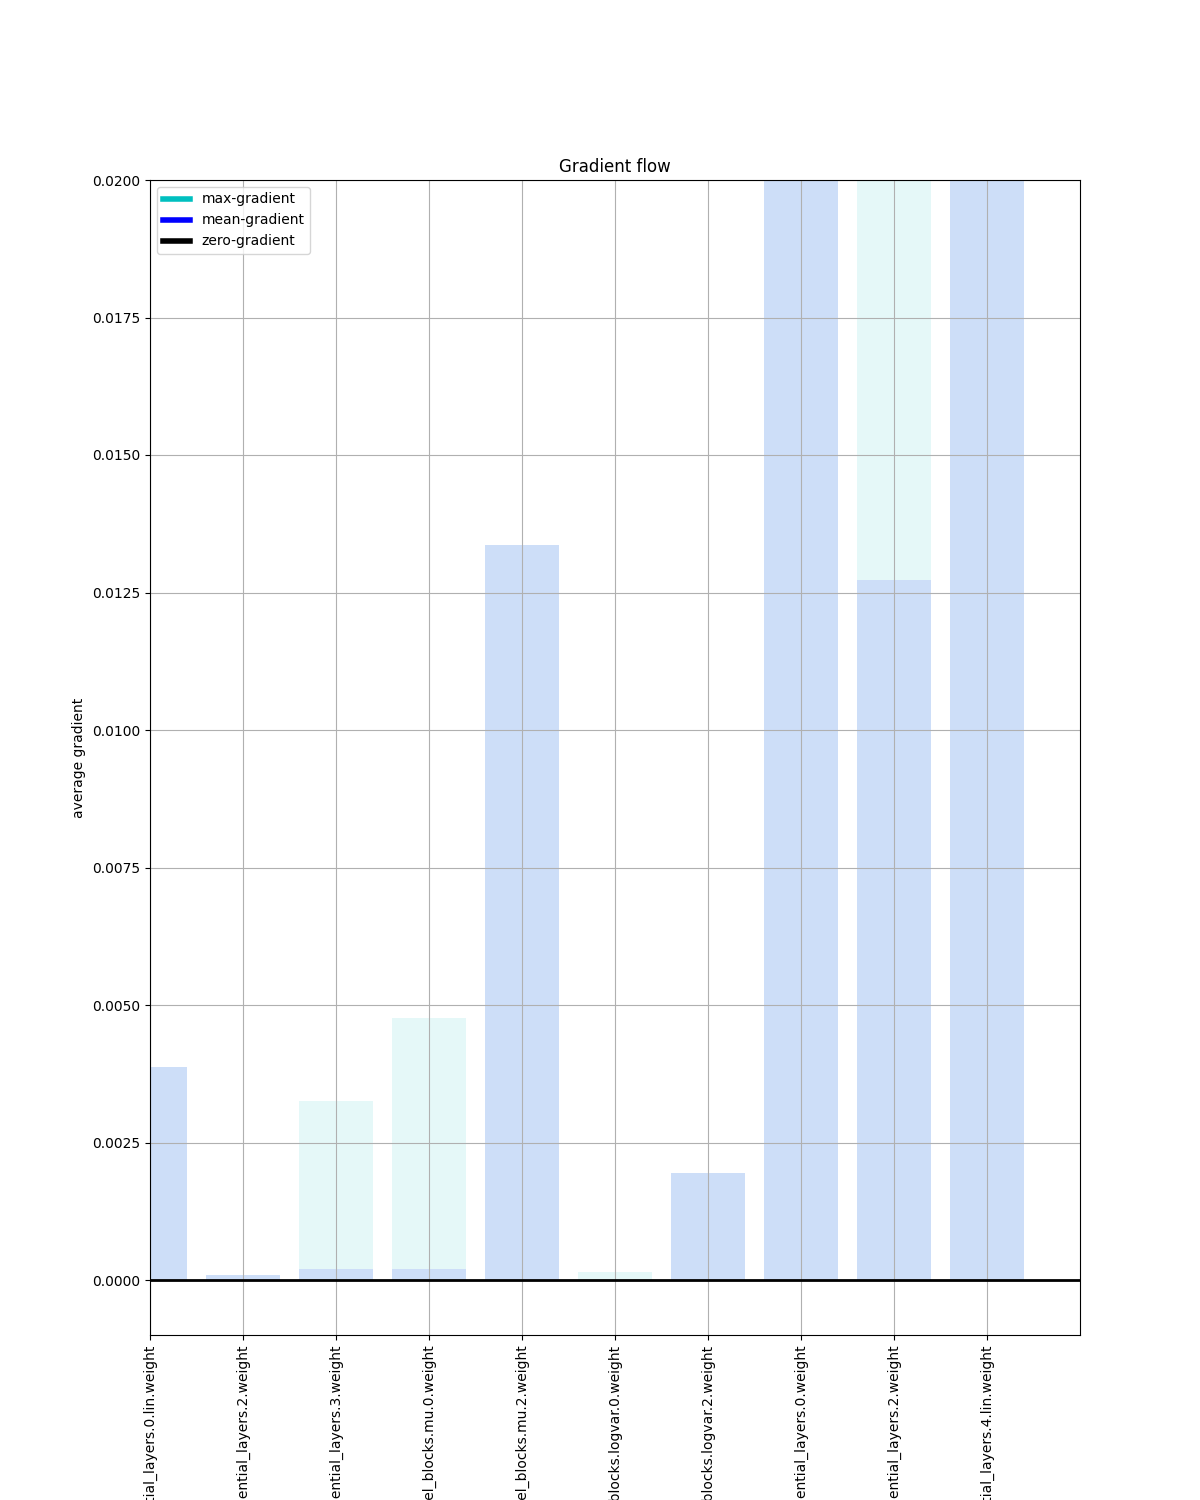 Gradient flow
max-gradient
mean-gradient
zero-gradient
0.0200
0.0175
0.0150
0.0125
0.0100
0.0075
0.0050
0.0025
0.0000
average gradient
tial_layers.0.lin.weight
ential_layers.2.weight
ential_layers.3.weight
el_blocks.mu.0.weight
el_blocks.mu.2.weight
blocks.logvar.0.weight
blocks.logvar.2.weight
ential_layers.0.weight
ential_layers.2.weight
tial_layers.4.lin.weight